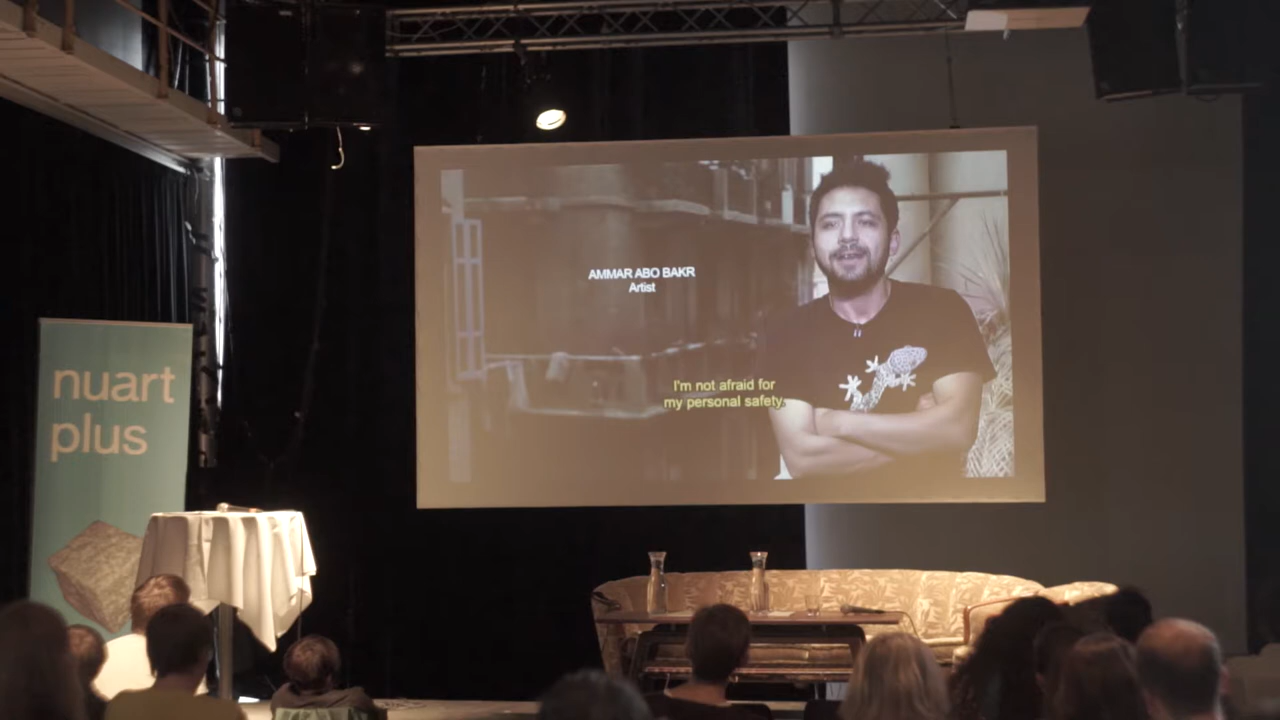 nuart
plus
AMMAR ABO BAKR
Artist
I'm not afraid for
my personal safety.